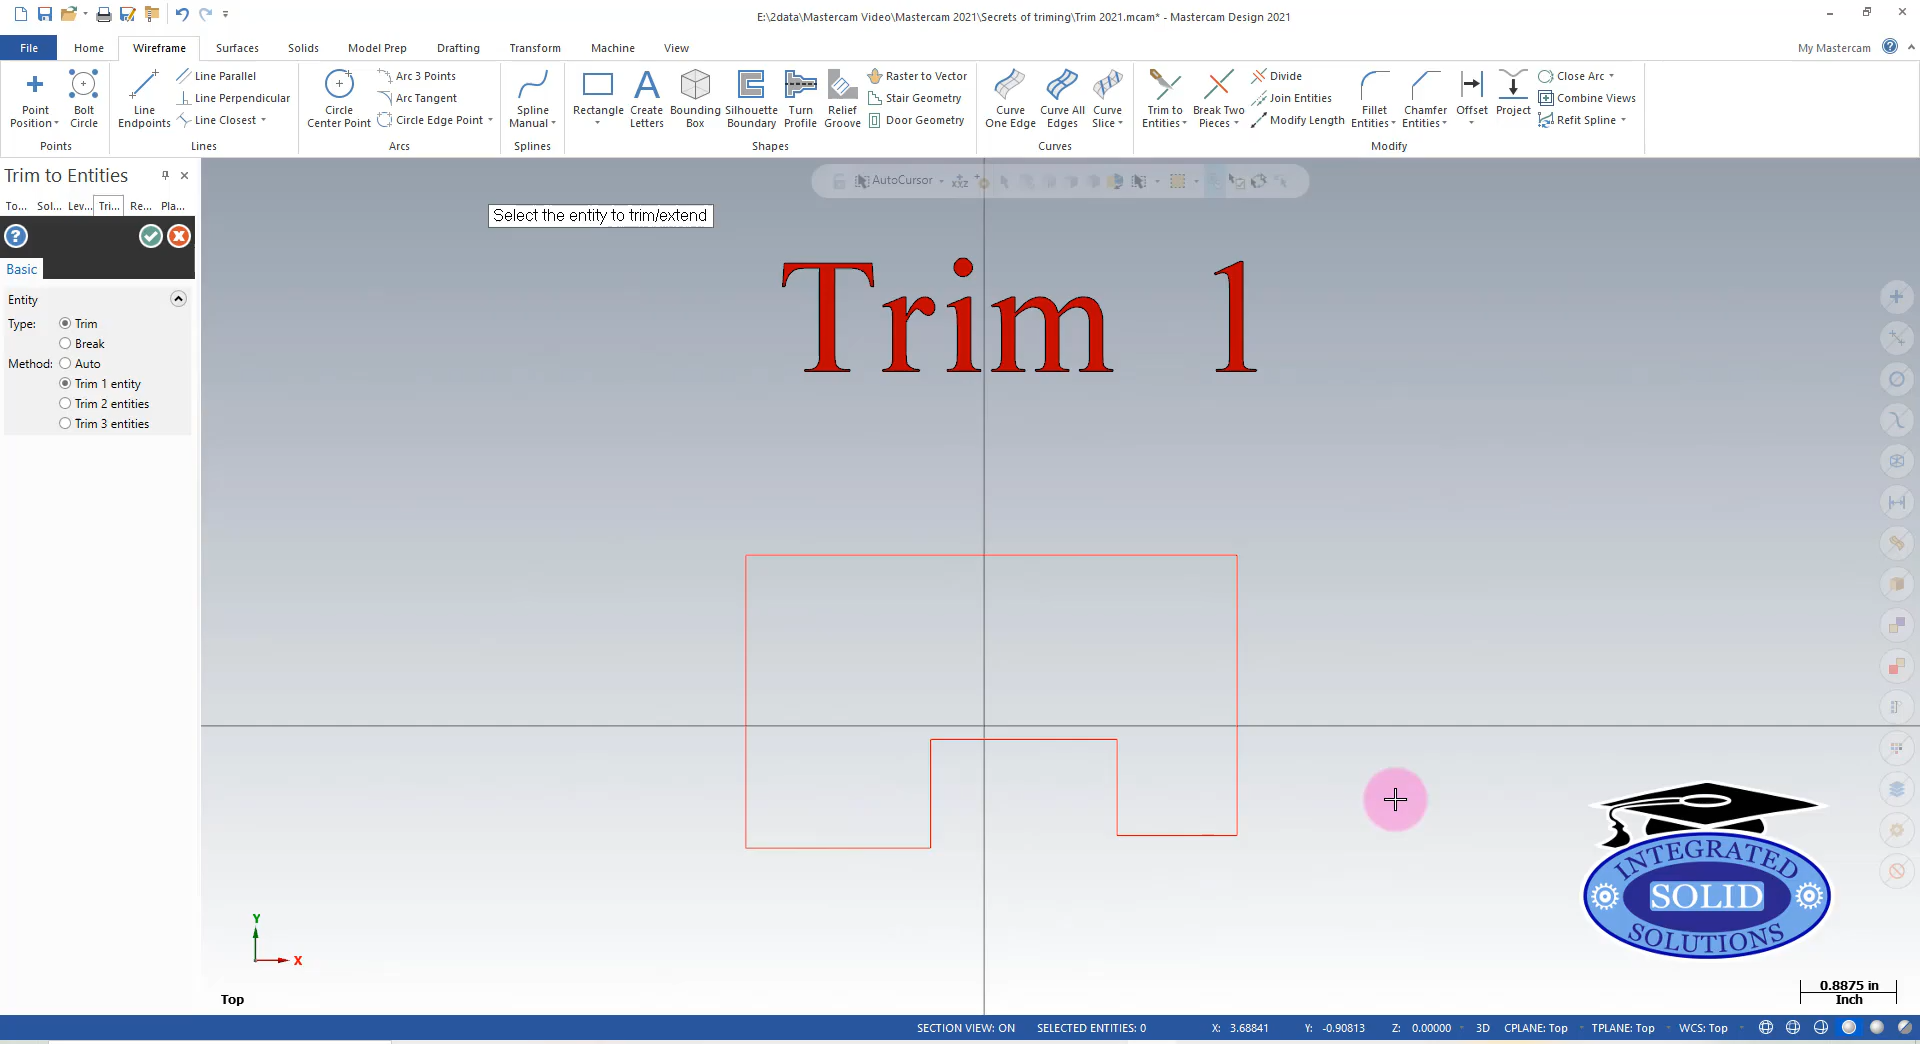 E:\2data\Mastercam Video\Mastercam 2021\Secrets of triming\Trim 2021.mcam* - Mastercam Design 2021
File Home Wireframe Surfaces Solids Model Prep Drafting Transform Machine View My Mastercam
Point Position
Bolt Circle
Points
Line Endpoints
Line Parallel
Line Perpendicular
Line Closest
Lines
Circle Center Point
Arc 3 Points
Arc Tangent
Circle Edge Point
Arcs
Spline Manual
Splines
Rectangle
Create Letters
Bounding Box
Silhouette Boundary
Turn Profile
Relief Groove
Raster to Vector
Stair Geometry
Door Geometry
Shapes
Curve One Edge
Curve All Edges
Curve Slice
Curves
Trim to Entities
Break Two Pieces
Divide
Join Entities
Modify Length
Fillet Entities
Chamfer Entities
Offset
Project
Close Arc
Combine Views
Refit Spline
Modify
Trim to Entities
To... Sol... Lev... Tri... Re... Pla...
Basic
Entity
Type: Trim
Break
Method: Auto
Trim 1 entity
Trim 2 entities
Trim 3 entities
AutoCursor
Select the entity to trim/extend
Trim 1
INTEGRATED
SOLID
SOLUTIONS
Y
X
Top
0.8875 in
Inch
SECTION VIEW: ON SELECTED ENTITIES: 0 X: 3.68841 Y: -0.90813 Z: 0.00000 3D CPLANE: Top TPLANE: Top WCS: Top